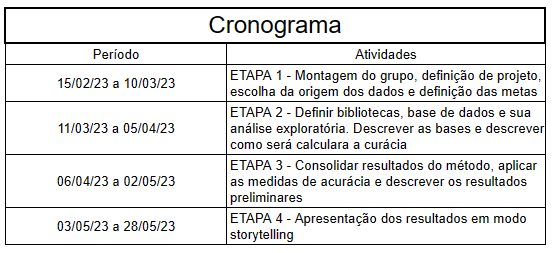 Cronograma
Período Atividades
15/02/23 a 10/03/23
ETAPA 1 - Montagem do grupo, definição de projeto,
escolha da origem dos dados e definição das metas
11/03/23 a 05/04/23
ETAPA 2 - Definir bibliotecas, base de dados e sua
análise exploratória. Descrever as bases e descrever
como será calculara a curácia
06/04/23 a 02/05/23
ETAPA 3 - Consolidar resultados do método, aplicar
as medidas de acurácia e descrever os resultados
preliminares
03/05/23 a 28/05/23
ETAPA 4 - Apresentação dos resultados em modo
storytelling